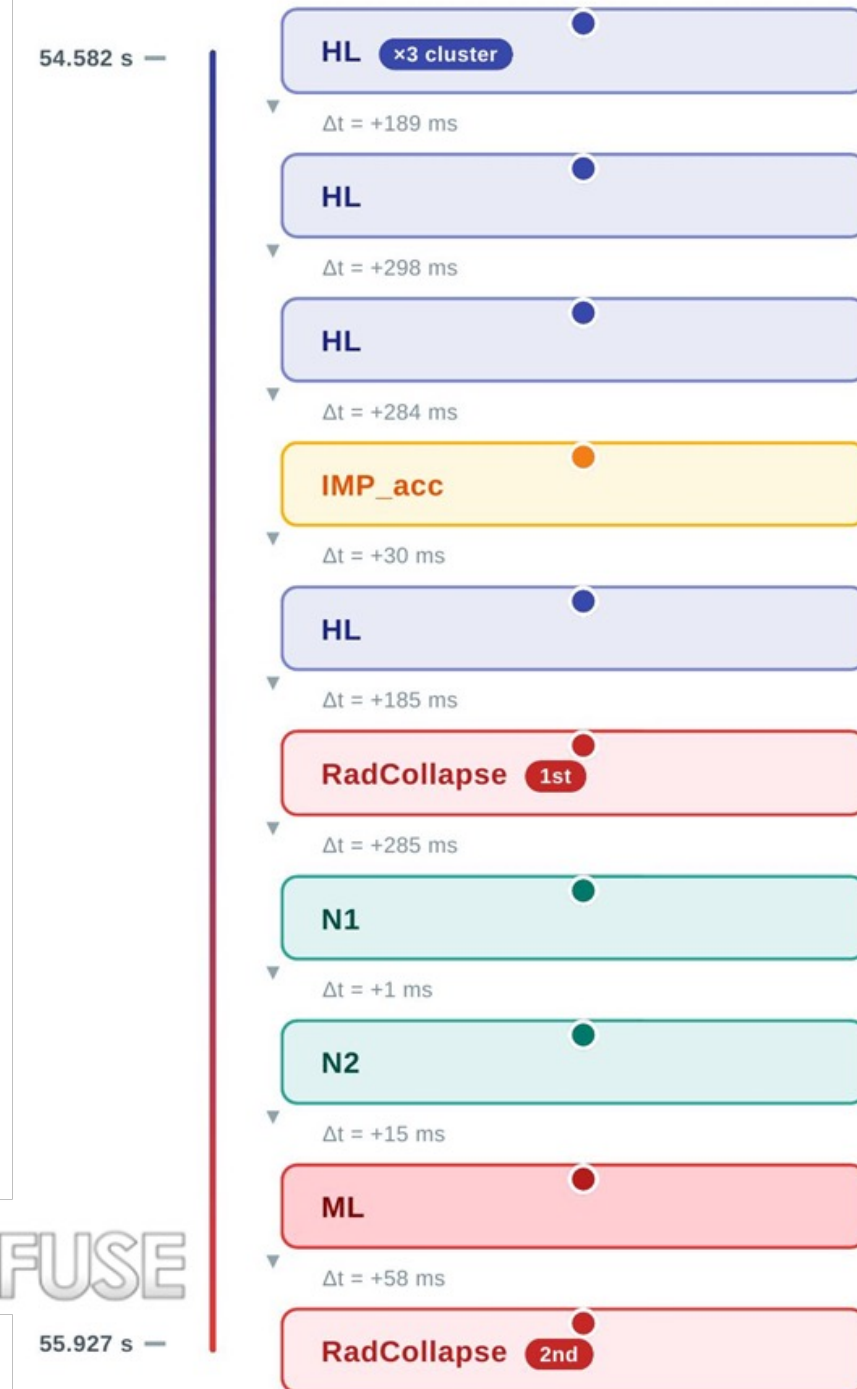 54.582 s
HL ×3 cluster
▼
Δt = +189 ms
HL
▼
Δt = +298 ms
HL
▼
Δt = +284 ms
IMP_acc
▼
Δt = +30 ms
HL
▼
Δt = +185 ms
RadCollapse 1st
▼
Δt = +285 ms
N1
▼
Δt = +1 ms
N2
▼
Δt = +15 ms
ML
▼
Δt = +58 ms
FUSE
55.927 s
RadCollapse 2nd